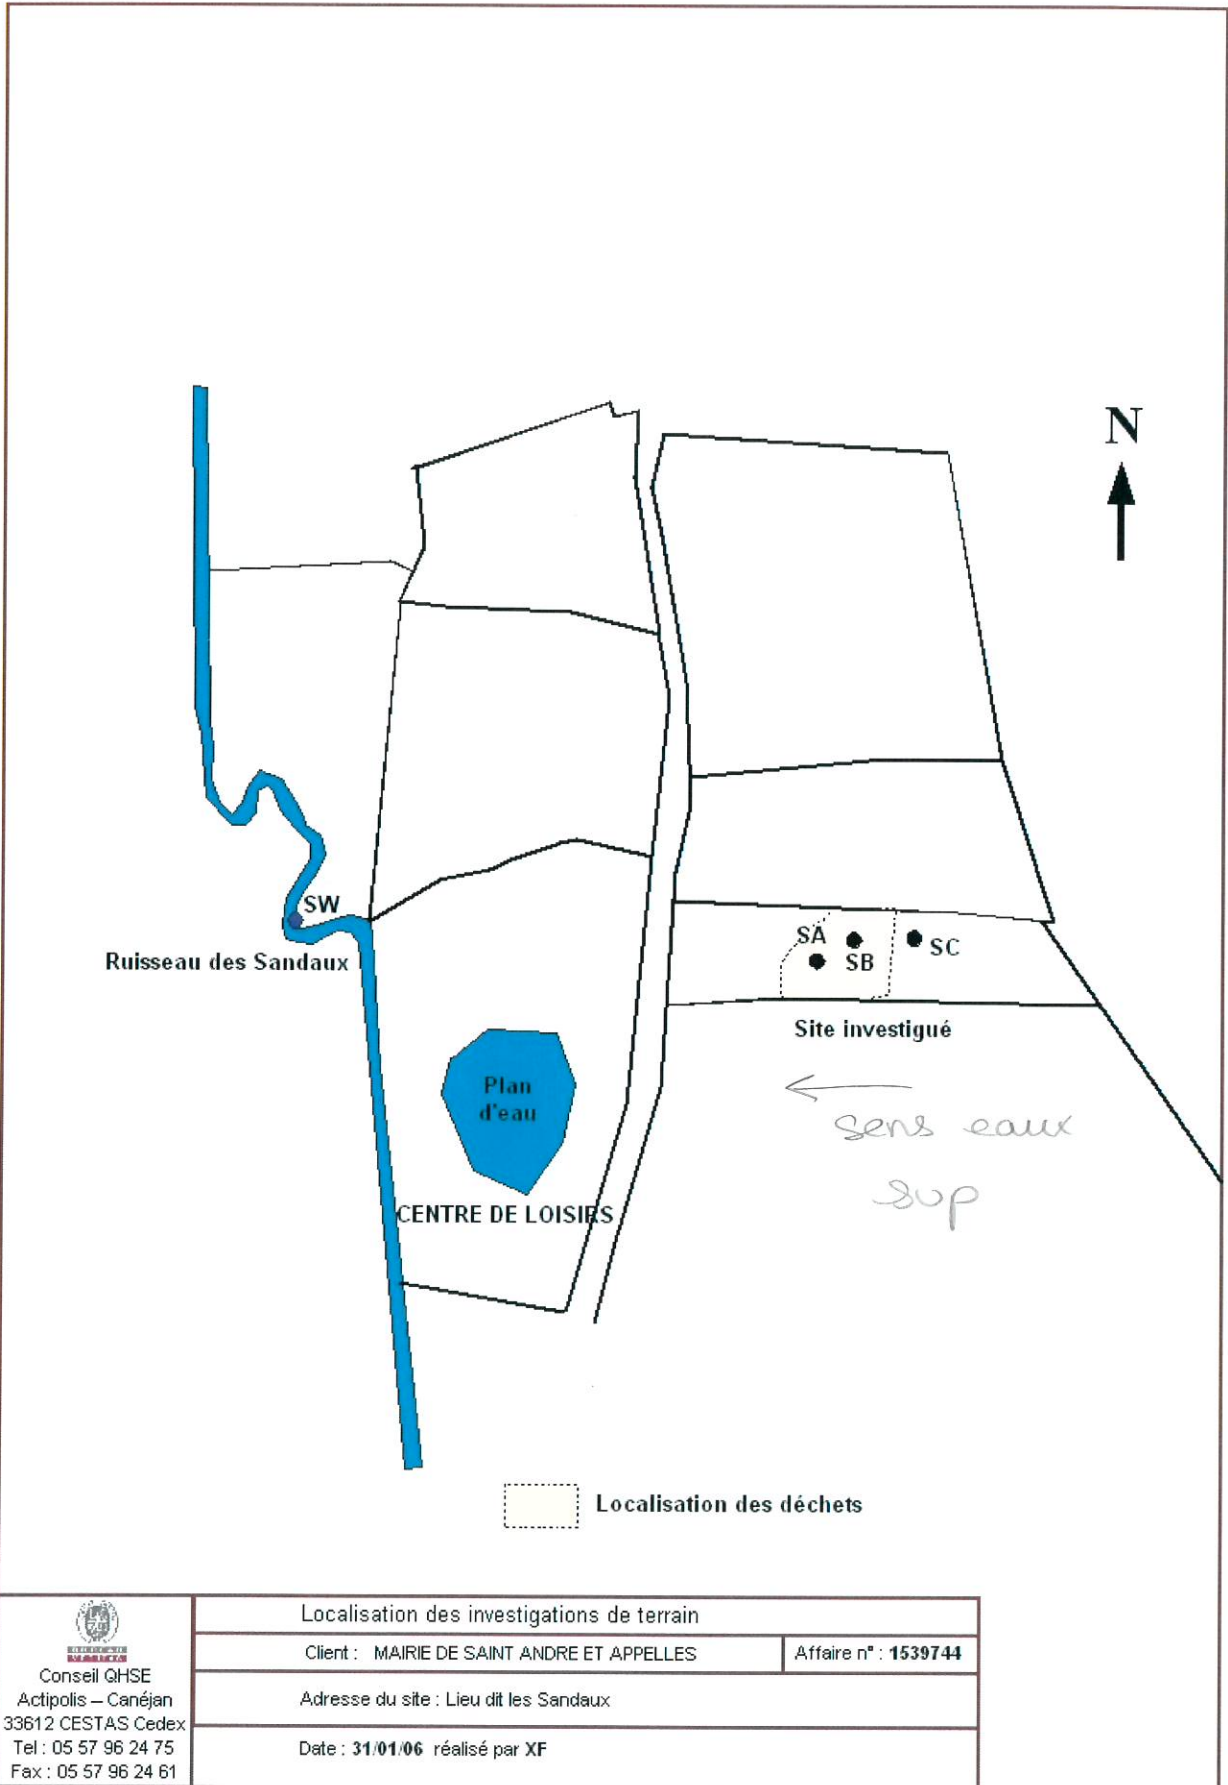 N
SW
Ruisseau des Sandaux
SA
SB
SC
Site investigué
sens eaux
sup
Plan
d'eau
CENTRE DE LOISIRS
Localisation des déchets
Localisation des investigations de terrain
Client : MAIRIE DE SAINT ANDRE ET APPELLES
Affaire n° : 1539744
Adresse du site : Lieu dit les Sandaux
Date : 31/01/06 réalisé par XF
BUREAU
VERITAS
Conseil QHSE
Actipolis – Canéjan
33612 CESTAS Cedex
Tel : 05 57 96 24 75
Fax : 05 57 96 24 61